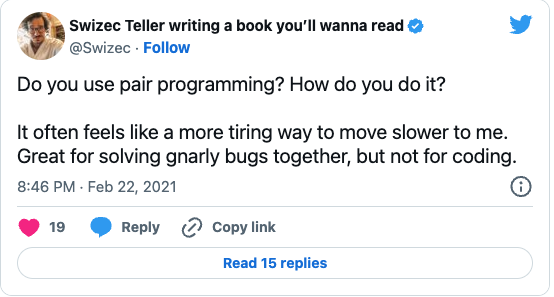 Swizec Teller writing a book you'll wanna read
@Swizec · Follow
Do you use pair programming? How do you do it?
It often feels like a more tiring way to move slower to me.
Great for solving gnarly bugs together, but not for coding.
8:46 PM · Feb 22, 2021
19 Reply Copy link
Read 15 replies